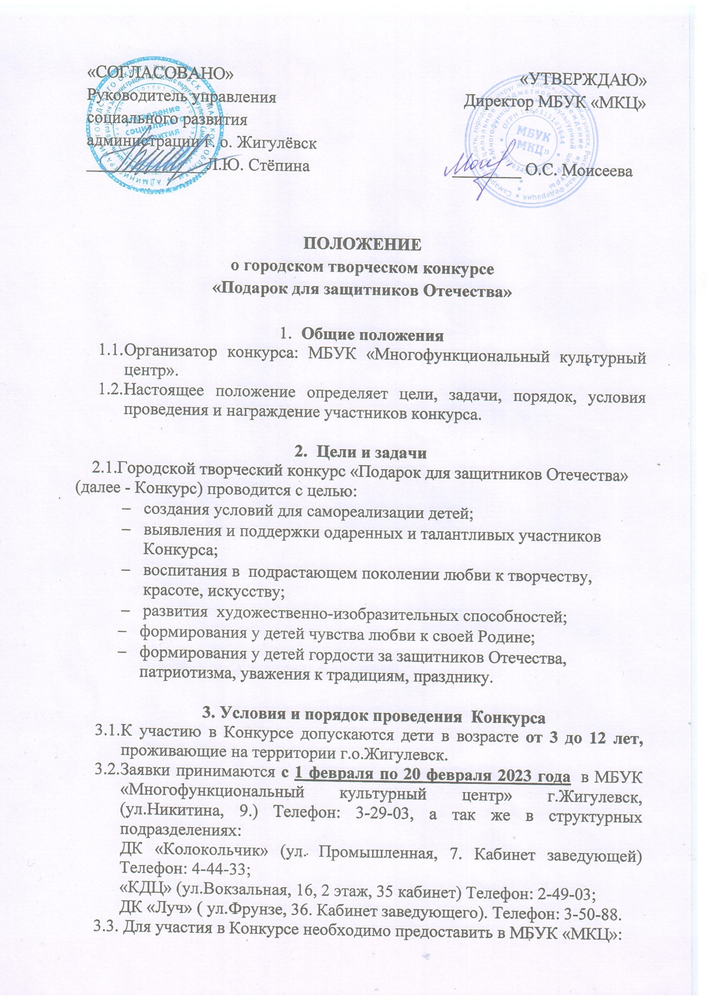 «СОГЛАСОВАНО»
Руководитель управления
социального развития
администрации г. о. Жигулёвск
______________Л.Ю. Стёпина
«УТВЕРЖДАЮ»
Директор МБУК «МКЦ»
________ О.С. Моисеева
управление
социального
развития
МБУК
«МКЦ»
ПОЛОЖЕНИЕ
о городском творческом конкурсе
«Подарок для защитников Отечества»
1. Общие положения
1.1.Организатор конкурса: МБУК «Многофункциональный культурный
центр».
1.2.Настоящее положение определяет цели, задачи, порядок, условия
проведения и награждение участников конкурса.
2. Цели и задачи
2.1.Городской творческий конкурс «Подарок для защитников Отечества»
(далее - Конкурс) проводится с целью:
– создания условий для самореализации детей;
– выявления и поддержки одаренных и талантливых участников
Конкурса;
– воспитания в подрастающем поколении любви к творчеству,
красоте, искусству;
– развития художественно-изобразительных способностей;
– формирования у детей чувства любви к своей Родине;
– формирования у детей гордости за защитников Отечества,
патриотизма, уважения к традициям, празднику.
3. Условия и порядок проведения Конкурса
3.1.К участию в Конкурсе допускаются дети в возрасте от 3 до 12 лет,
проживающие на территории г.о.Жигулевск.
3.2.Заявки принимаются с 1 февраля по 20 февраля 2023 года в МБУК
«Многофункциональный культурный центр» г.Жигулевск,
(ул.Никитина, 9.) Телефон: 3-29-03, а так же в структурных
подразделениях:
ДК «Колокольчик» (ул. Промышленная, 7. Кабинет заведующей)
Телефон: 4-44-33;
«КДЦ» (ул.Вокзальная, 16, 2 этаж, 35 кабинет) Телефон: 2-49-03;
ДК «Луч» ( ул.Фрунзе, 36. Кабинет заведующего). Телефон: 3-50-88.
3.3. Для участия в Конкурсе необходимо предоставить в МБУК «МКЦ»: